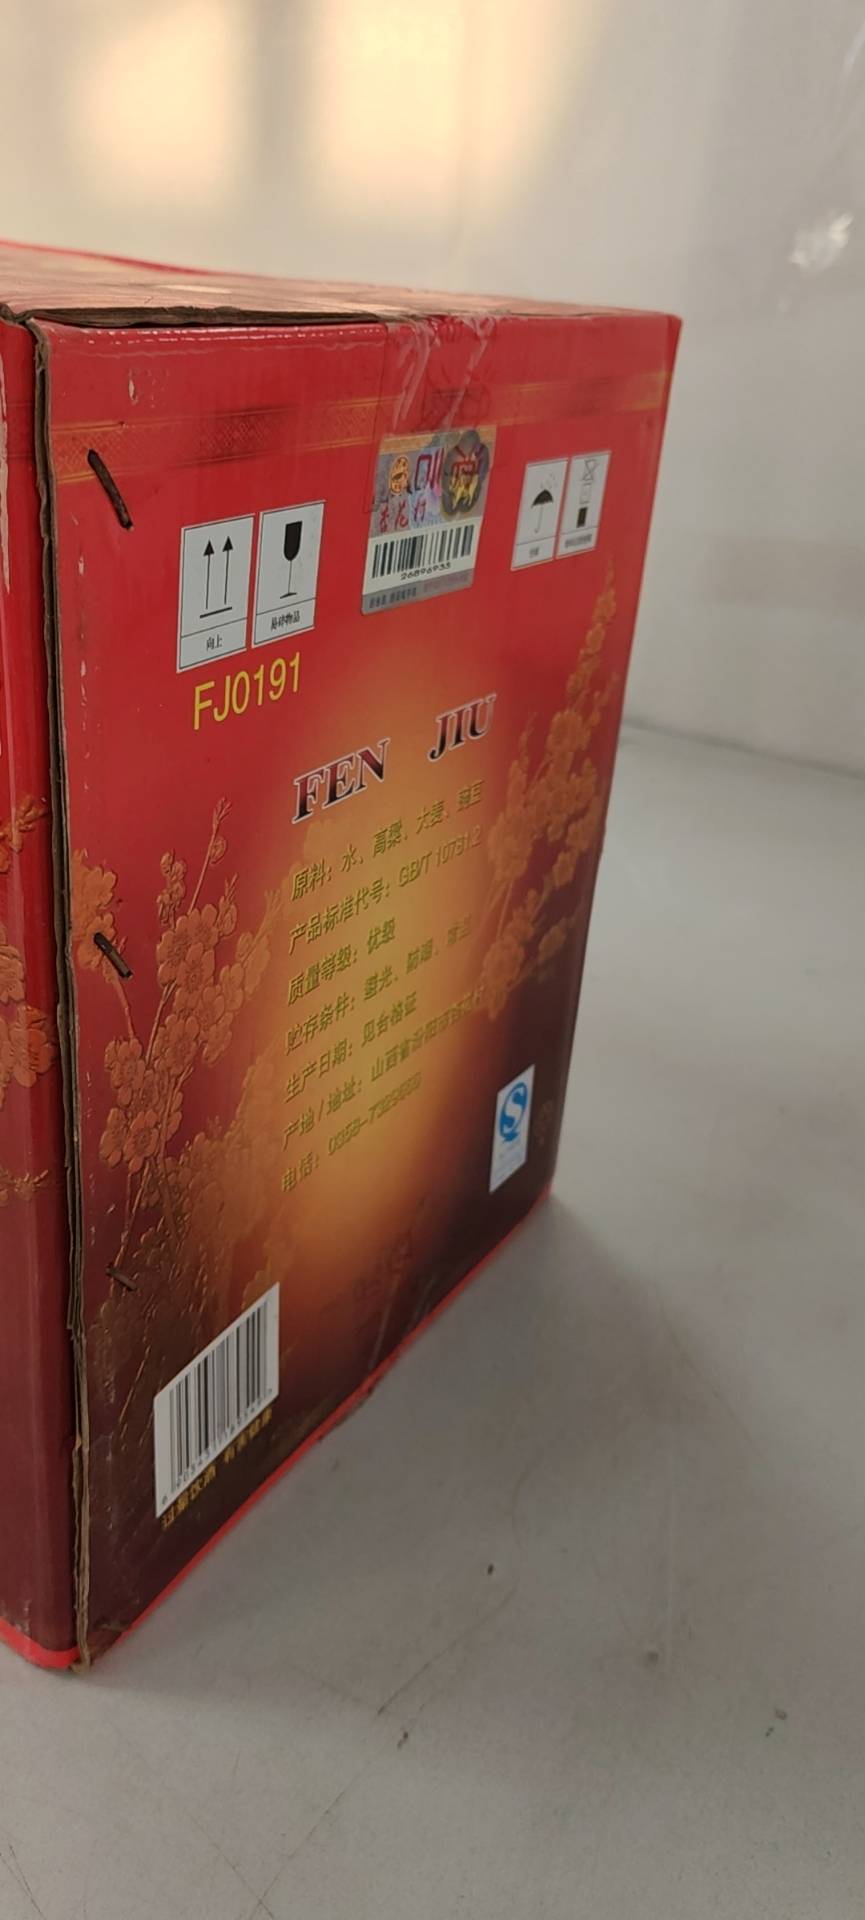 杏花村
26896933
向上
易碎物品
FJ0191
FEN JIU
原料：水、高粱、大麦、豌豆
产品标准代号：GB/T 10781.2
质量等级：优级
贮存条件：避光、防潮、常温
生产日期：见合格证
产地/地址：山西省汾阳市杏花村
电话：0358-
过量饮酒 有害健康